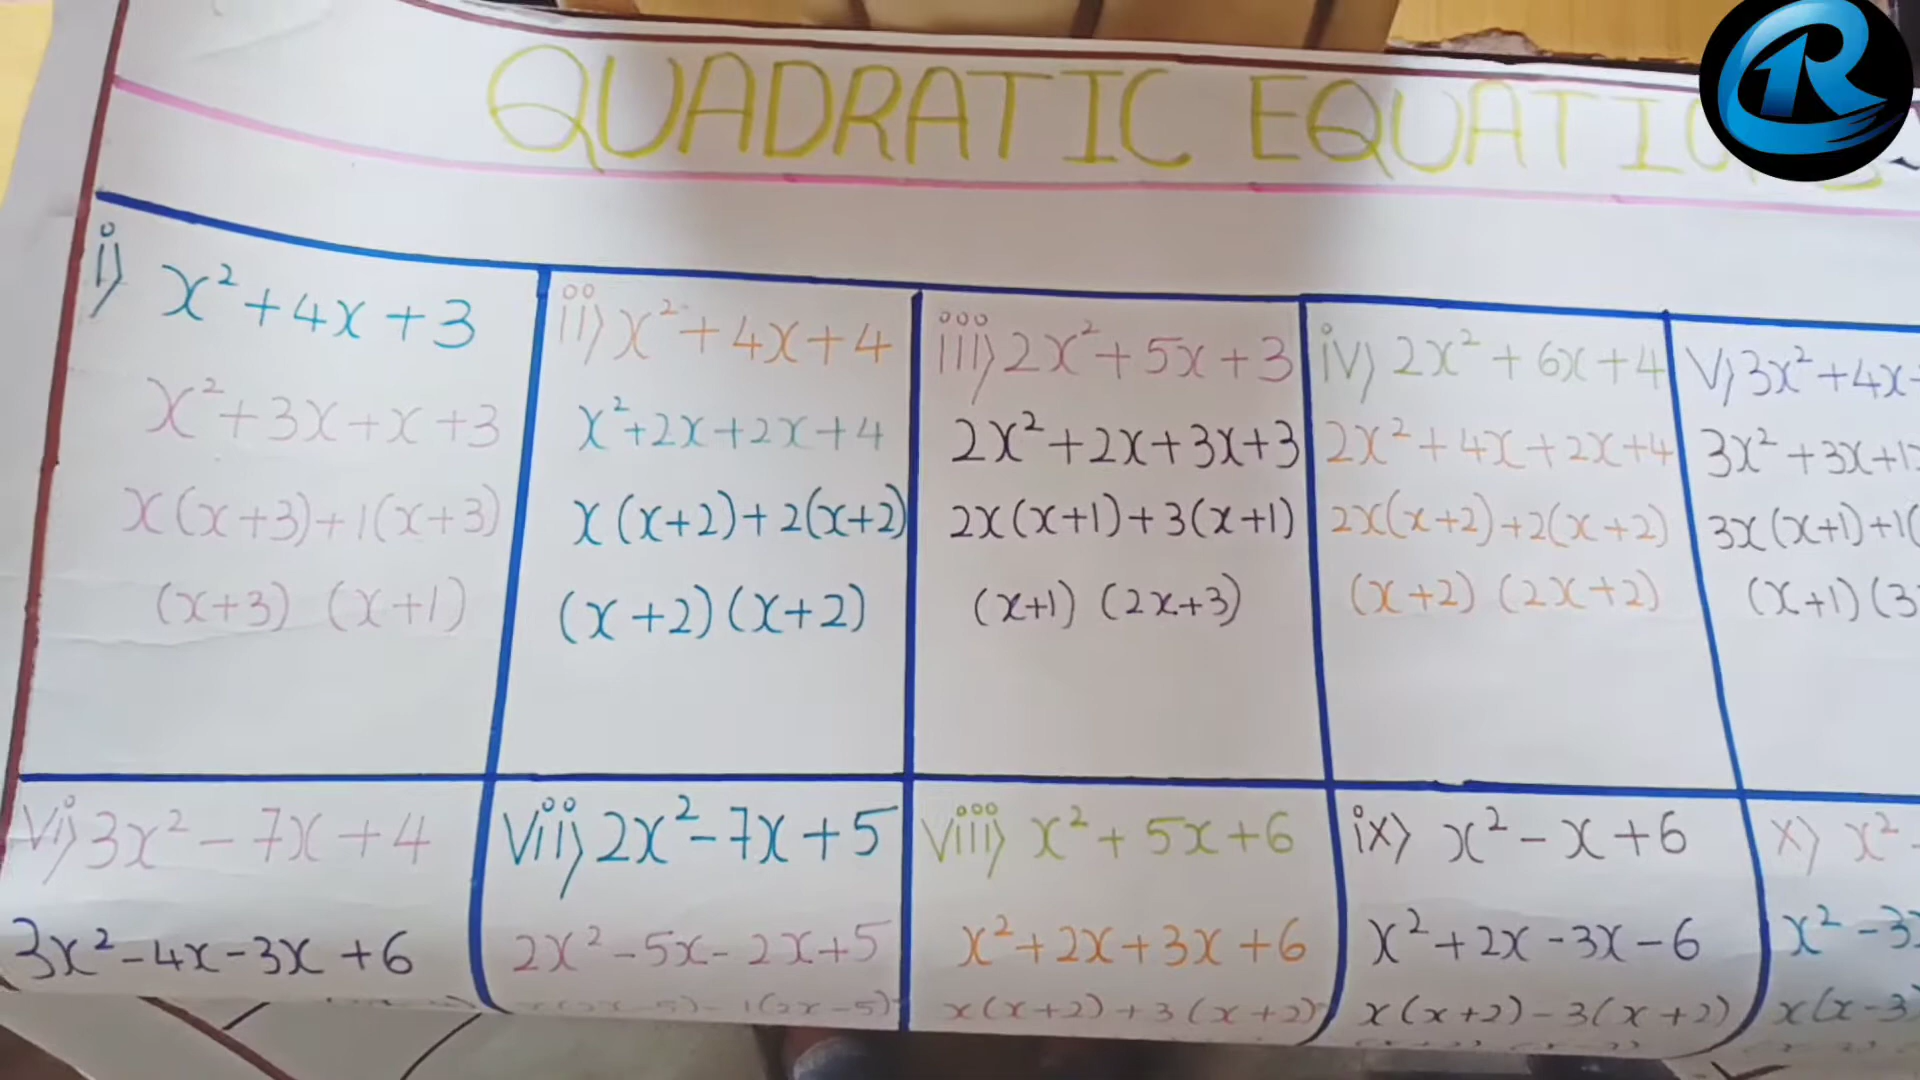 QUADRATIC EQUATIO
i) x² + 4x + 3
x² + 3x + x + 3
x(x+3) + 1(x+3)
(x+3) (x+1)
ii) x² + 4x + 4
x² + 2x + 2x + 4
x(x+2) + 2(x+2)
(x+2)(x+2)
iii) 2x² + 5x + 3
2x² + 2x + 3x + 3
2x(x+1) + 3(x+1)
(x+1) (2x+3)
iv) 2x² + 6x + 4
2x² + 4x + 2x + 4
2x(x+2) + 2(x+2)
(x+2) (2x+2)
v) 3x² + 4x
3x² + 3x + 1
3x(x+1) + 1(
(x+1) (3
vi) 3x² - 7x + 4
3x² - 4x - 3x + 6
vii) 2x² - 7x + 5
2x² - 5x - 2x + 5
- 1(2x-5)
viii) x² + 5x + 6
x² + 2x + 3x + 6
x(x+2) + 3(x+2)
ix) x² - x + 6
x² + 2x - 3x - 6
x(x+2) - 3(x+2)
x) x² -
x² - 3
x(x-3
R